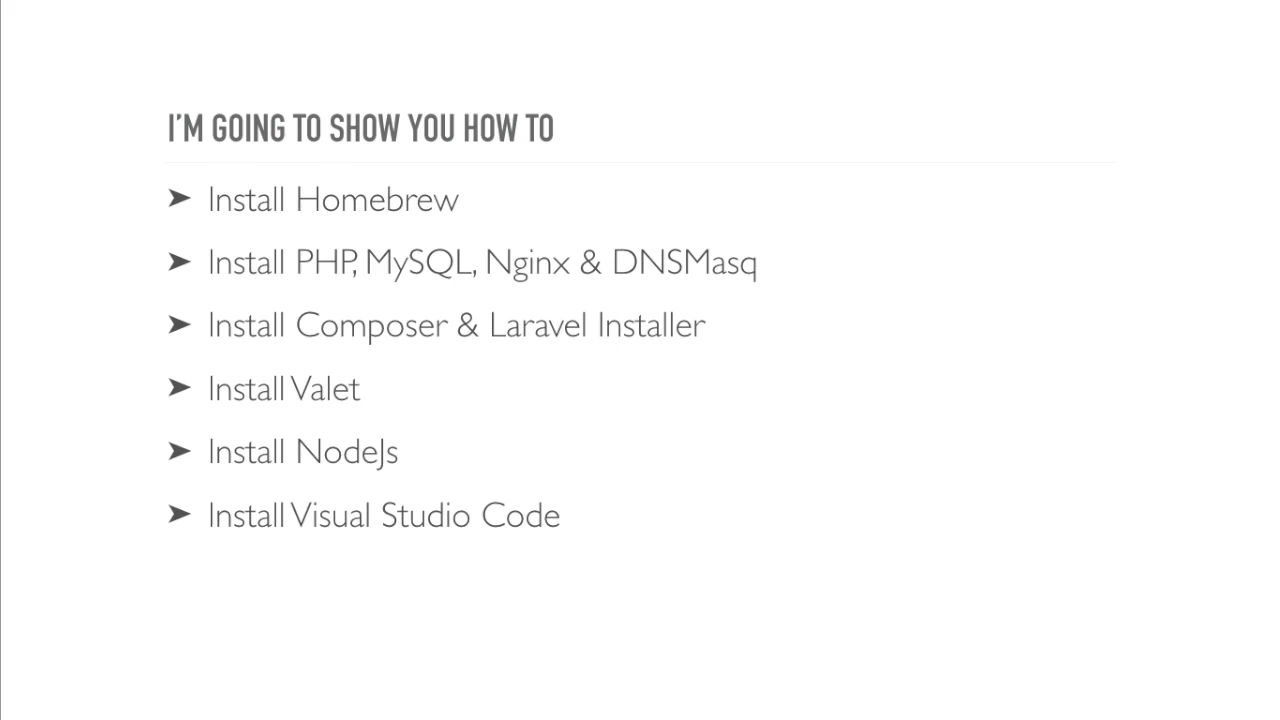 I'M GOING TO SHOW YOU HOW TO
➤ Install Homebrew
➤ Install PHP, MySQL, Nginx & DNSMasq
➤ Install Composer & Laravel Installer
➤ Install Valet
➤ Install NodeJs
➤ Install Visual Studio Code